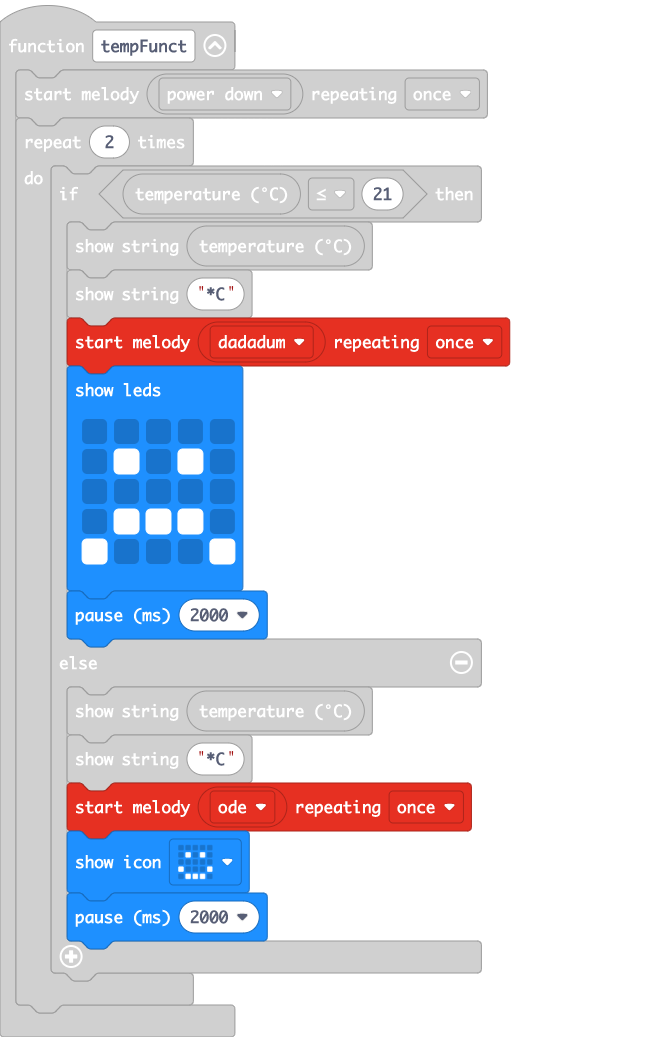 function tempFunct
start melody power down repeating once
repeat 2 times
do
if temperature (°C) ≤ 21 then
show string temperature (°C)
show string "*C"
start melody dadadum repeating once
show leds
pause (ms) 2000
else
show string temperature (°C)
show string "*C"
start melody ode repeating once
show icon
pause (ms) 2000